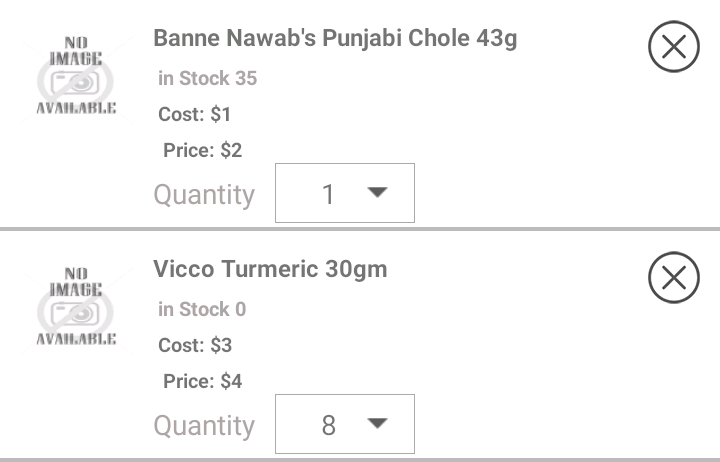 NO
IMAGE
AVAILABLE
Banne Nawab's Punjabi Chole 43g
in Stock 35
Cost: $1
Price: $2
Quantity 1
NO
IMAGE
AVAILABLE
Vicco Turmeric 30gm
in Stock 0
Cost: $3
Price: $4
Quantity 8